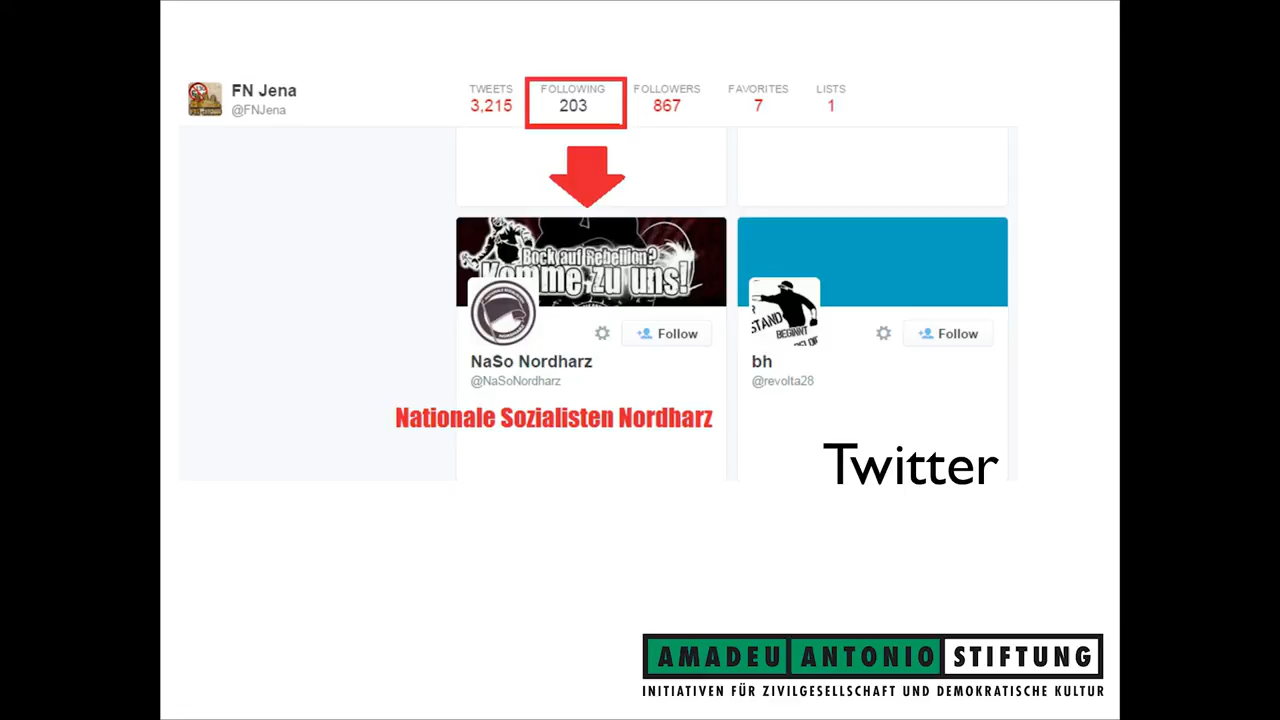 FN Jena
@FNJena
TWEETS
3,215
FOLLOWING
203
FOLLOWERS
867
FAVORITES
7
LISTS
1
Bock auf Rebellion?
Komme zu uns!
Follow
NaSo Nordharz
@NaSoNordharz
Nationale Sozialisten Nordharz
STAND
BEGINNT
Follow
bh
@revolta28
Twitter
AMADEU ANTONIO STIFTUNG
INITIATIVEN FÜR ZIVILGESELLSCHAFT UND DEMOKRATISCHE KULTUR